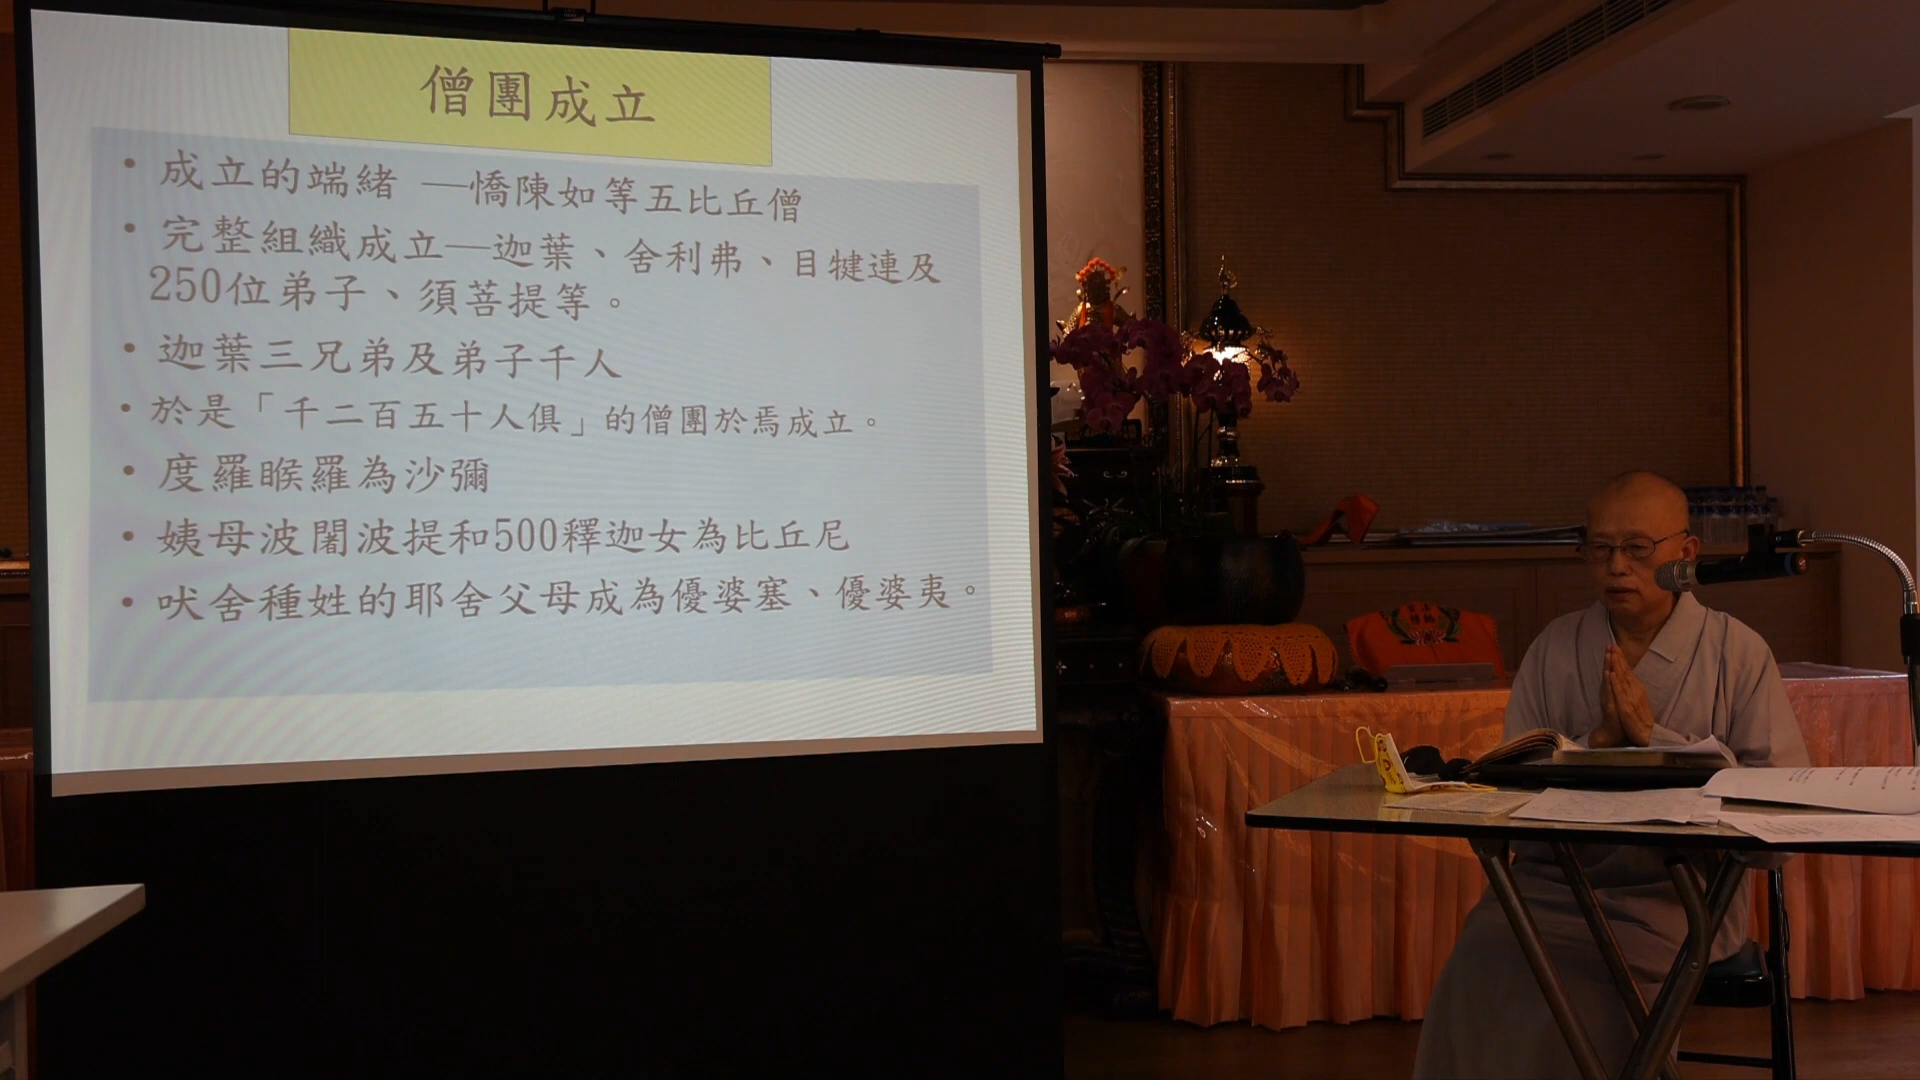 僧團成立
• 成立的端緒 —憍陳如等五比丘僧
• 完整組織成立—迦葉、舍利弗、目犍連及
250位弟子、須菩提等。
• 迦葉三兄弟及弟子千人
• 於是「千二百五十人俱」的僧團於焉成立。
• 度羅睺羅為沙彌
• 姨母波闍波提和500釋迦女為比丘尼
• 吠舍種姓的耶舍父母成為優婆塞、優婆夷。